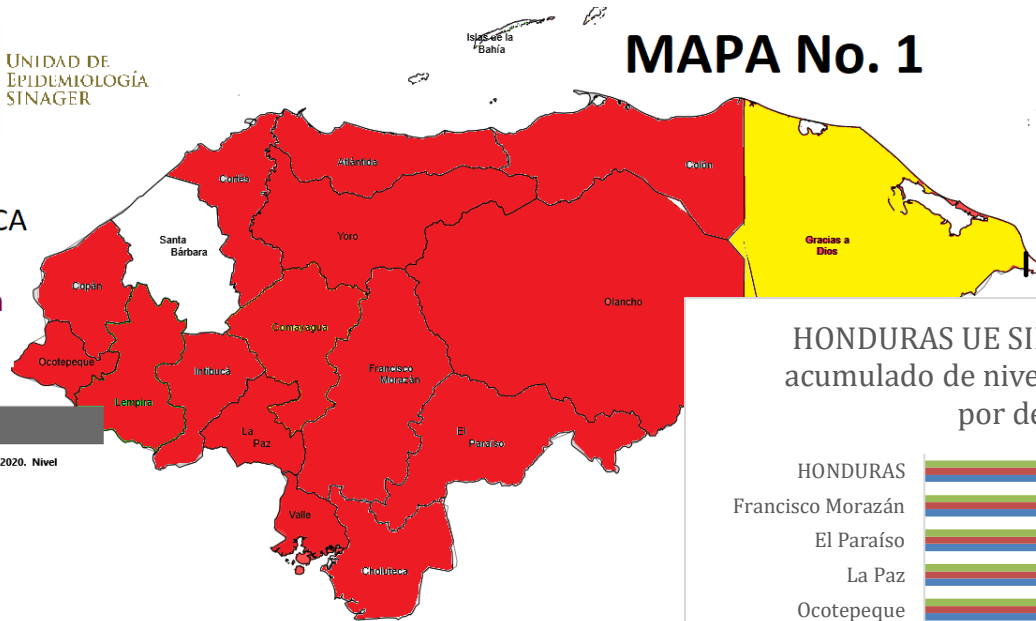 UNIDAD DE
EPIDEMIOLOGÍA
SINAGER
MAPA No. 1
Islas de la
Bahía
CA
Atlántida
Colón
Cortés
Yoro
Santa
Bárbara
Gracias a
Dios
Copán
Olancho
Comayagua
Ocotepeque
Intibucá
Francisco
Morazán
Lempira
La
Paz
El
Paraíso
2020. Nivel
Valle
Choluteca
HONDURAS UE SI
acumulado de nive
por de
HONDURAS
Francisco Morazán
El Paraíso
La Paz
Ocotepeque